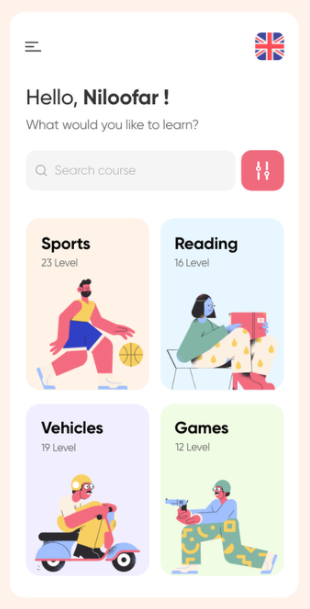 Hello, Niloofar !
What would you like to learn?
Search course
Sports
23 Level
Reading
16 Level
Vehicles
19 Level
Games
12 Level